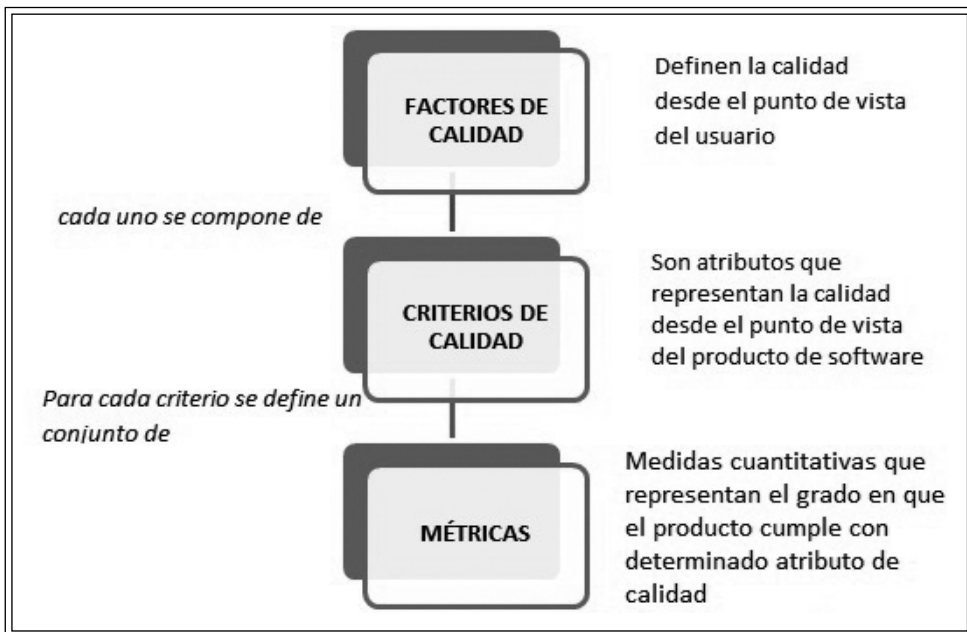 FACTORES DE
CALIDAD
Definen la calidad
desde el punto de vista
del usuario
cada uno se compone de
CRITERIOS DE
CALIDAD
Son atributos que
representan la calidad
desde el punto de vista
del producto de software
Para cada criterio se define un
conjunto de
MÉTRICAS
Medidas cuantitativas que
representan el grado en que
el producto cumple con
determinado atributo de
calidad